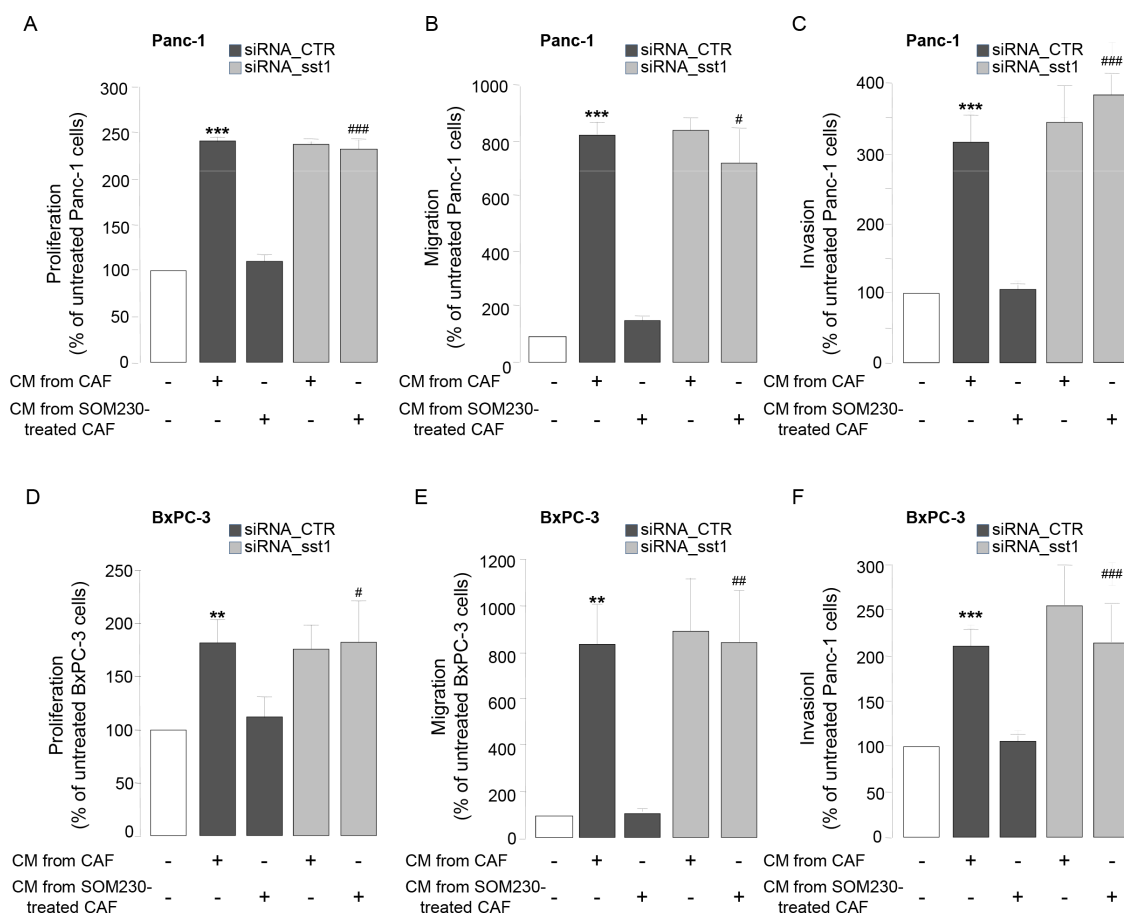 A
Panc-1
siRNA_CTR
siRNA_sst1
Proliferation
(% of untreated Panc-1 cells)
300
250
200
150
100
50
0
***
###
CM from CAF
- + - + -
CM from SOM230-
treated CAF
- - + - +
B
Panc-1
siRNA_CTR
siRNA_sst1
Migration
(% of untreated Panc-1 cells)
1000
800
600
400
200
0
***
#
CM from CAF
- + - + -
CM from SOM230-
treated CAF
- - + - +
C
Panc-1
siRNA_CTR
siRNA_sst1
Invasion
(% of untreated Panc-1 cells)
400
300
200
100
0
***
###
CM from CAF
- + - + -
CM from SOM230-
treated CAF
- - + - +
D
BxPC-3
siRNA_CTR
siRNA_sst1
Proliferation
(% of untreated BxPC-3 cells)
250
200
150
100
50
0
**
#
CM from CAF
- + - + -
CM from SOM230-
treated CAF
- - + - +
E
BxPC-3
siRNA_CTR
siRNA_sst1
Migration
(% of untreated BxPC-3 cells)
1200
1000
800
600
400
200
0
**
##
CM from CAF
- + - + -
CM from SOM230-
treated CAF
- - + - +
F
BxPC-3
siRNA_CTR
siRNA_sst1
Invasionl
(% of untreated Panc-1 cells)
300
250
200
150
100
50
0
***
###
CM from CAF
- + - + -
CM from SOM230-
treated CAF
- - + - +